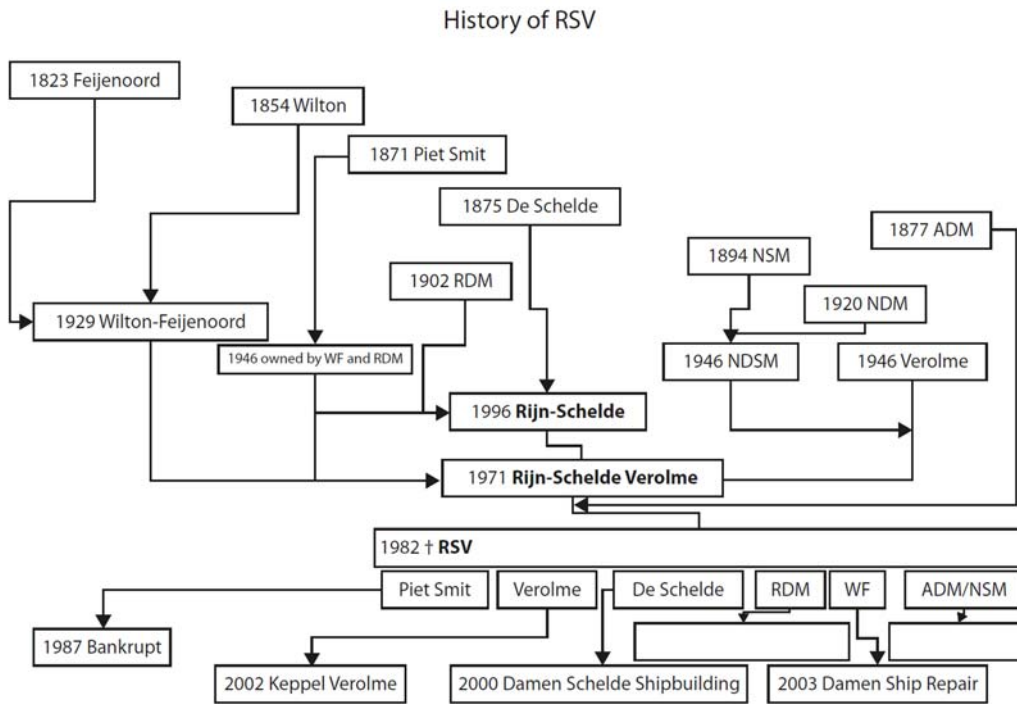 History of RSV
1823 Feijenoord
1854 Wilton
1871 Piet Smit
1875 De Schelde
1877 ADM
1894 NSM
1902 RDM
1920 NDM
1929 Wilton-Feijenoord
1946 owned by WF and RDM
1946 NDSM
1946 Verolme
1996 Rijn-Schelde
1971 Rijn-Schelde Verolme
1982 † RSV
Piet Smit
Verolme
De Schelde
RDM
WF
ADM/NSM
1987 Bankrupt
2002 Keppel Verolme
2000 Damen Schelde Shipbuilding
2003 Damen Ship Repair